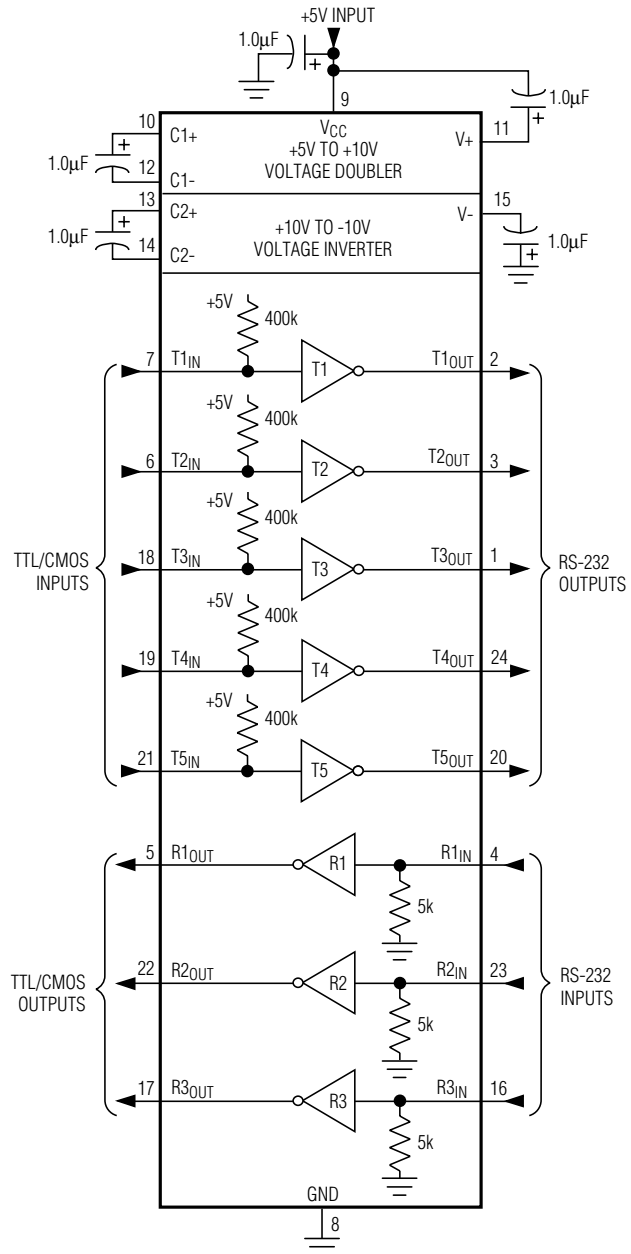 +5V INPUT
1.0μF
1.0μF
9
10 C1+ VCC V+ 11
+5V TO +10V
VOLTAGE DOUBLER
1.0μF
12 C1-
13 C2+ V- 15
+10V TO -10V
VOLTAGE INVERTER
1.0μF
14 C2-
1.0μF
+5V
400k
7 T1IN T1 T1OUT 2
+5V
400k
6 T2IN T2 T2OUT 3
+5V
400k
TTL/CMOS
INPUTS
18 T3IN T3 T3OUT 1
RS-232
OUTPUTS
+5V
400k
19 T4IN T4 T4OUT 24
+5V
400k
21 T5IN T5 T5OUT 20
5 R1OUT R1 R1IN 4
5k
TTL/CMOS
OUTPUTS
22 R2OUT R2 R2IN 23
RS-232
INPUTS
5k
17 R3OUT R3 R3IN 16
5k
GND
8